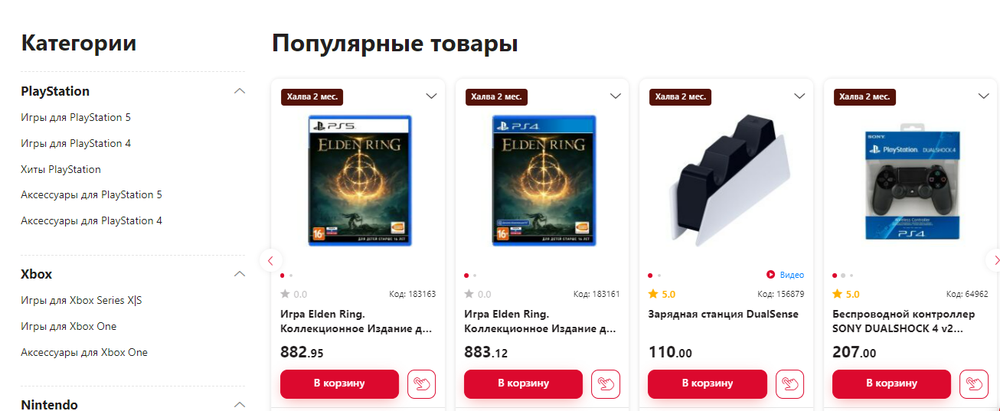 Категории
PlayStation
Игры для PlayStation 5
Игры для PlayStation 4
Хиты PlayStation
Аксессуары для PlayStation 5
Аксессуары для PlayStation 4
Xbox
Игры для Xbox Series X|S
Игры для Xbox One
Аксессуары для Xbox One
Nintendo
Популярные товары
Халва 2 мес.
PS5
ELDEN RING
16+
ДЛЯ ДЕТЕЙ СТАРШЕ 16 ЛЕТ
0.0
Код: 183163
Игра Elden Ring.
Коллекционное Издание д...
882.95
В корзину
Халва 2 мес.
PS4
ELDEN RING
16+
ДЛЯ ДЕТЕЙ СТАРШЕ 16 ЛЕТ
0.0
Код: 183161
Игра Elden Ring.
Коллекционное Издание д...
883.12
В корзину
Халва 2 мес.
Видео
5.0
Код: 156879
Зарядная станция DualSense
110.00
В корзину
Халва 2 мес.
SONY
PlayStation DUALSHOCK 4
Wireless Controller
PS4
5.0
Код: 64962
Беспроводной контроллер
SONY DUALSHOCK 4 v2...
207.00
В корзину